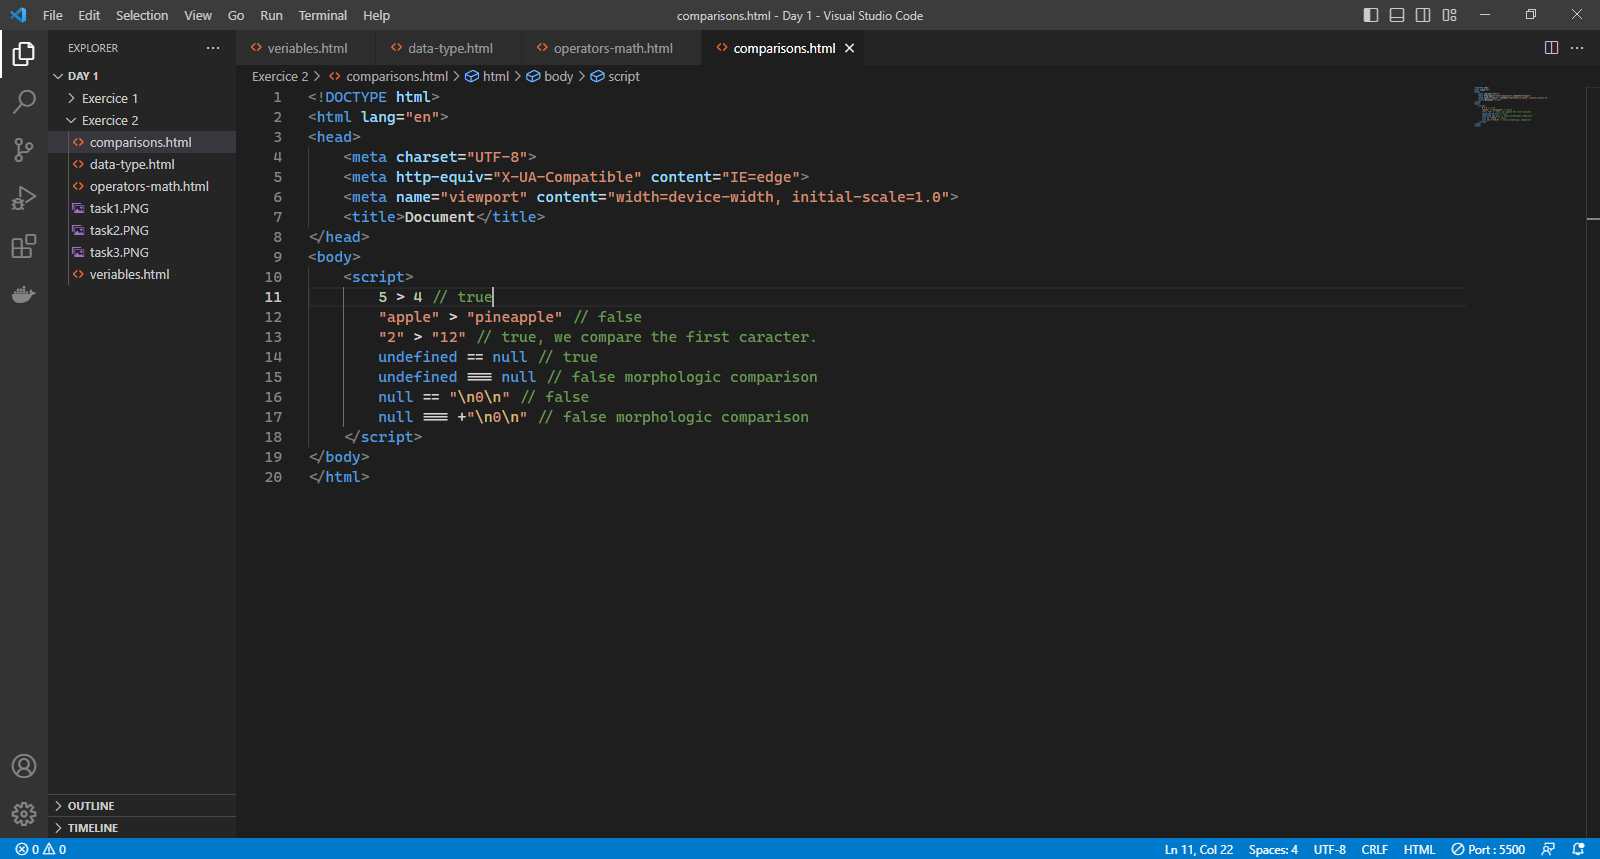 File Edit Selection View Go Run Terminal Help
comparisons.html - Day 1 - Visual Studio Code
EXPLORER
DAY 1
Exercice 1
Exercice 2
comparisons.html
data-type.html
operators-math.html
task1.PNG
task2.PNG
task3.PNG
veriables.html
OUTLINE
TIMELINE
veriables.html data-type.html operators-math.html comparisons.html
Exercice 2 > comparisons.html > html > body > script
1 <!DOCTYPE html>
2 <html lang="en">
3 <head>
4 <meta charset="UTF-8">
5 <meta http-equiv="X-UA-Compatible" content="IE=edge">
6 <meta name="viewport" content="width=device-width, initial-scale=1.0">
7 <title>Document</title>
8 </head>
9 <body>
10 <script>
11 5 > 4 // true
12 "apple" > "pineapple" // false
13 "2" > "12" // true, we compare the first caracter.
14 undefined == null // true
15 undefined === null // false morphologic comparison
16 null == "\n0\n" // false
17 null === +"\n0\n" // false morphologic comparison
18 </script>
19 </body>
20 </html>
0 0 Ln 11, Col 22 Spaces: 4 UTF-8 CRLF HTML Port : 5500